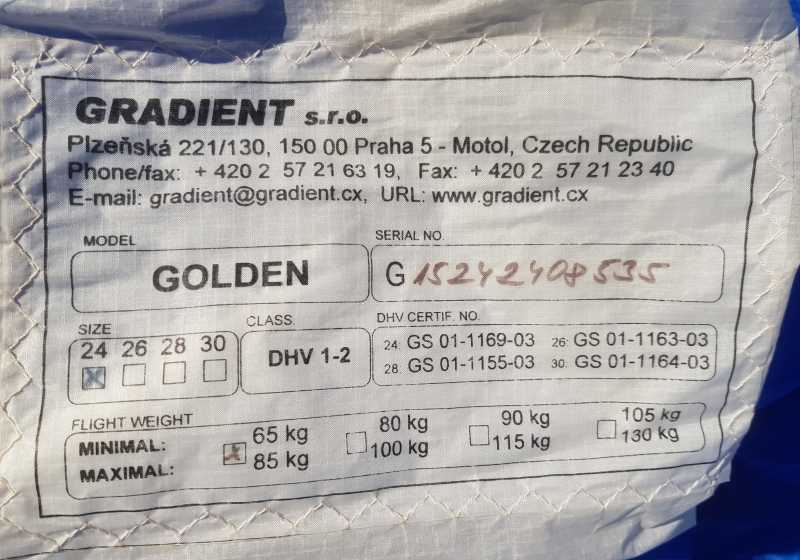 GRADIENT s.r.o.
Plzeňská 221/130, 150 00 Praha 5 - Motol, Czech Republic
Phone/fax: + 420 2 57 21 63 19, Fax: + 420 2 57 21 23 40
E-mail: gradient@gradient.cx, URL: www.gradient.cx
MODEL
GOLDEN
SERIAL NO.
G 15242408535
SIZE
24 26 28 30
CLASS.
DHV 1-2
DHV CERTIF. NO.
24: GS 01-1169-03 26: GS 01-1163-03
28: GS 01-1155-03 30: GS 01-1164-03
FLIGHT WEIGHT
MINIMAL: 65 kg 80 kg 90 kg 105 kg
MAXIMAL: 85 kg 100 kg 115 kg 130 kg